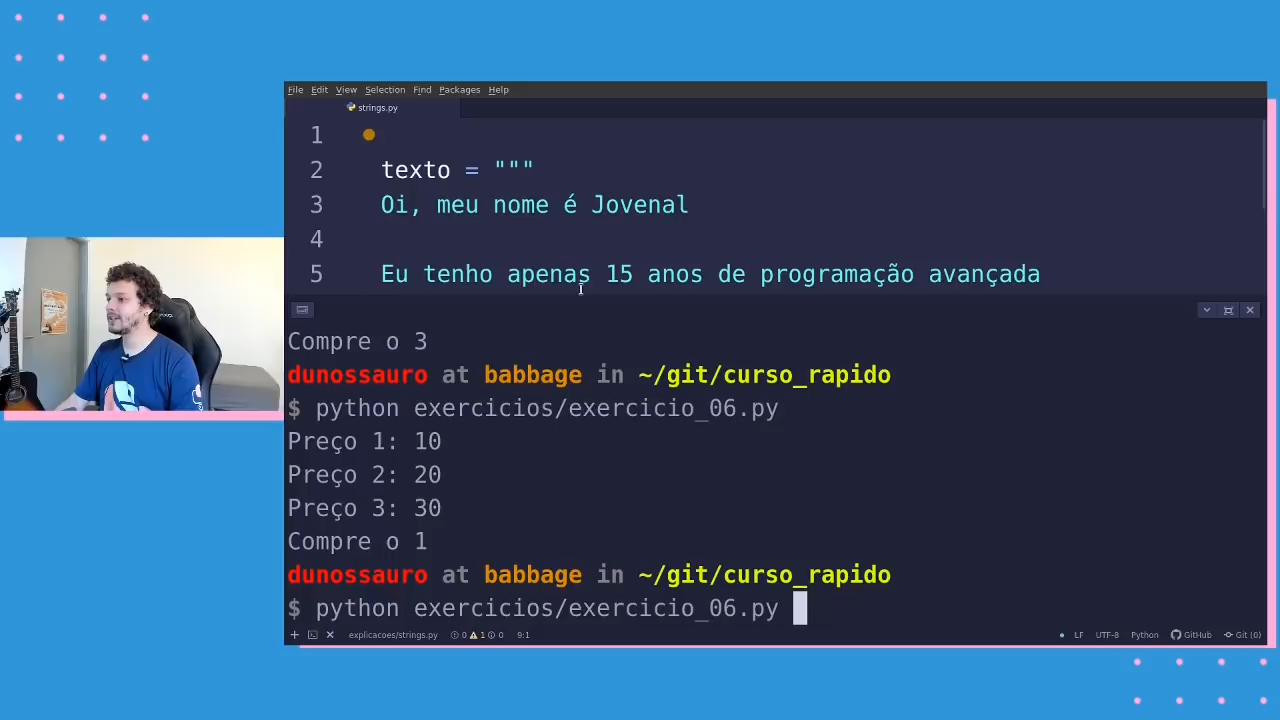 File Edit View Selection Find Packages Help
strings.py
1
2 texto = """
3 Oi, meu nome é Jovenal
4
5 Eu tenho apenas 15 anos de programação avançada
Compre o 3
dunossauro at babbage in ~/git/curso_rapido
$ python exercicios/exercicio_06.py
Preço 1: 10
Preço 2: 20
Preço 3: 30
Compre o 1
dunossauro at babbage in ~/git/curso_rapido
$ python exercicios/exercicio_06.py
explicacoes/strings.py 0 1 0 9:1 LF UTF-8 Python GitHub Git (0)